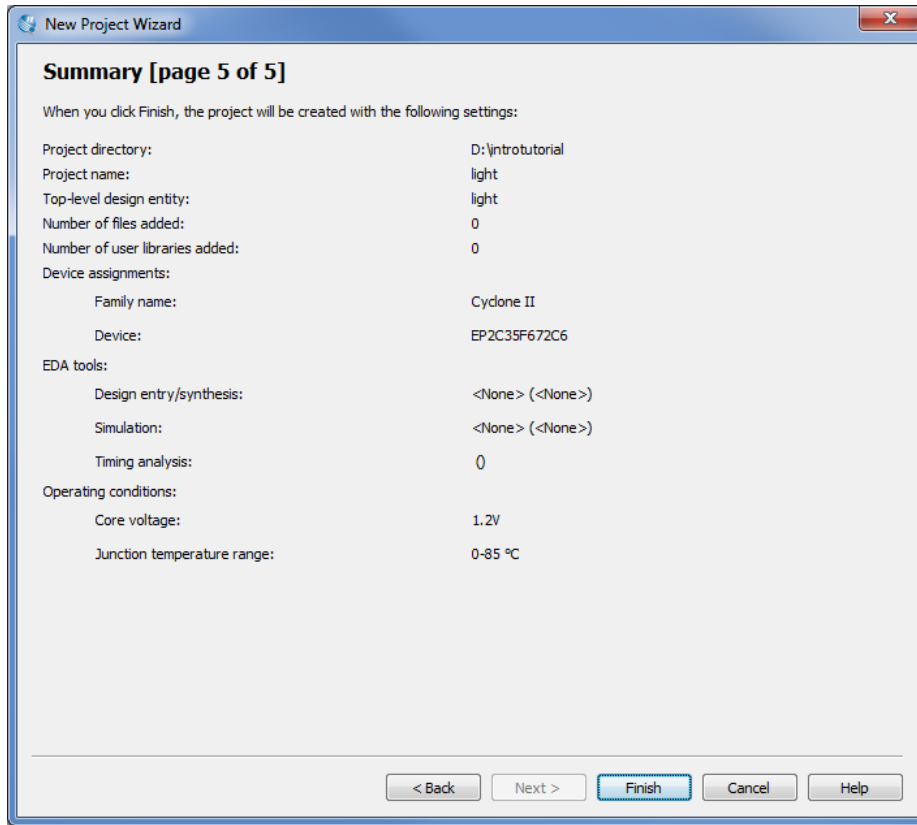 New Project Wizard
Summary [page 5 of 5]
When you click Finish, the project will be created with the following settings:
Project directory: D:\introtutorial
Project name: light
Top-level design entity: light
Number of files added: 0
Number of user libraries added: 0
Device assignments:
Family name: Cyclone II
Device: EP2C35F672C6
EDA tools:
Design entry/synthesis: <None> (<None>)
Simulation: <None> (<None>)
Timing analysis: ()
Operating conditions:
Core voltage: 1.2V
Junction temperature range: 0-85 ºC
< Back Next > Finish Cancel Help